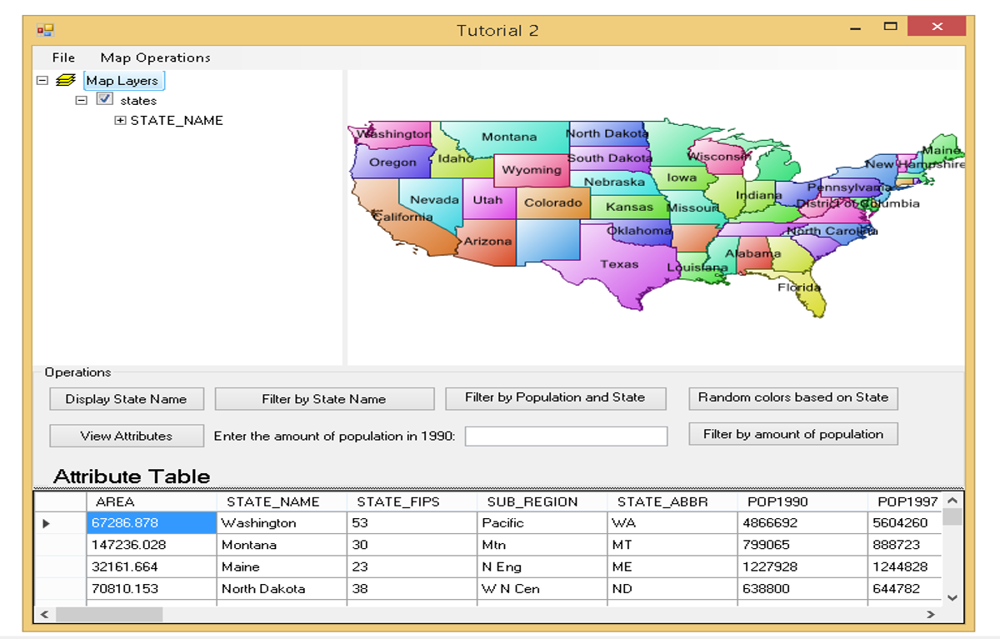 Tutorial 2
File Map Operations
Map Layers
states
STATE_NAME
Washington Montana North Dakota Maine
Oregon Idaho Wyoming South Dakota Wisconsin New Hampshire
Nevada Utah Colorado Nebraska Iowa Indiana Pennsylvania
California Kansas Missouri District of Columbia
Arizona Oklahoma North Carolina
Texas Louisiana Alabama
Florida
Operations
Display State Name Filter by State Name Filter by Population and State Random colors based on State
View Attributes Enter the amount of population in 1990: Filter by amount of population
Attribute Table
AREA STATE_NAME STATE_FIPS SUB_REGION STATE_ABBR POP1990 POP1997
67286.878 Washington 53 Pacific WA 4866692 5604260
147236.028 Montana 30 Mtn MT 799065 888723
32161.664 Maine 23 N Eng ME 1227928 1244828
70810.153 North Dakota 38 W N Cen ND 638800 644782